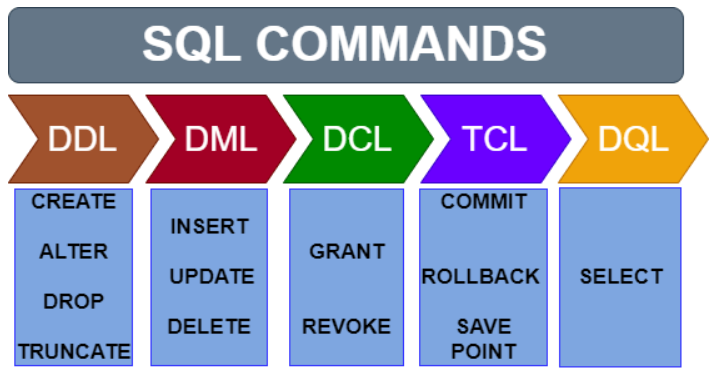 SQL COMMANDS
DDL
DML
DCL
TCL
DQL
CREATE
ALTER
DROP
TRUNCATE
INSERT
UPDATE
DELETE
GRANT
REVOKE
COMMIT
ROLLBACK
SAVE
POINT
SELECT